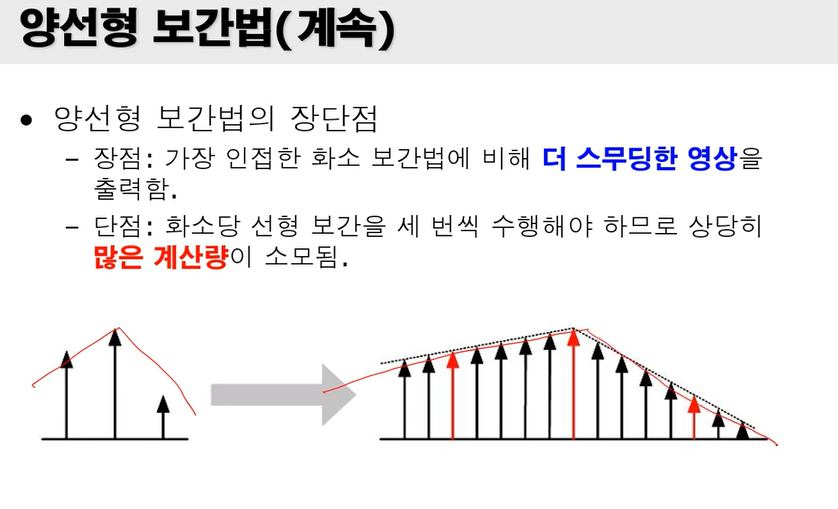 양선형 보간법(계속)
• 양선형 보간법의 장단점
– 장점: 가장 인접한 화소 보간법에 비해 더 스무딩한 영상을
출력함.
– 단점: 화소당 선형 보간을 세 번씩 수행해야 하므로 상당히
많은 계산량이 소모됨.